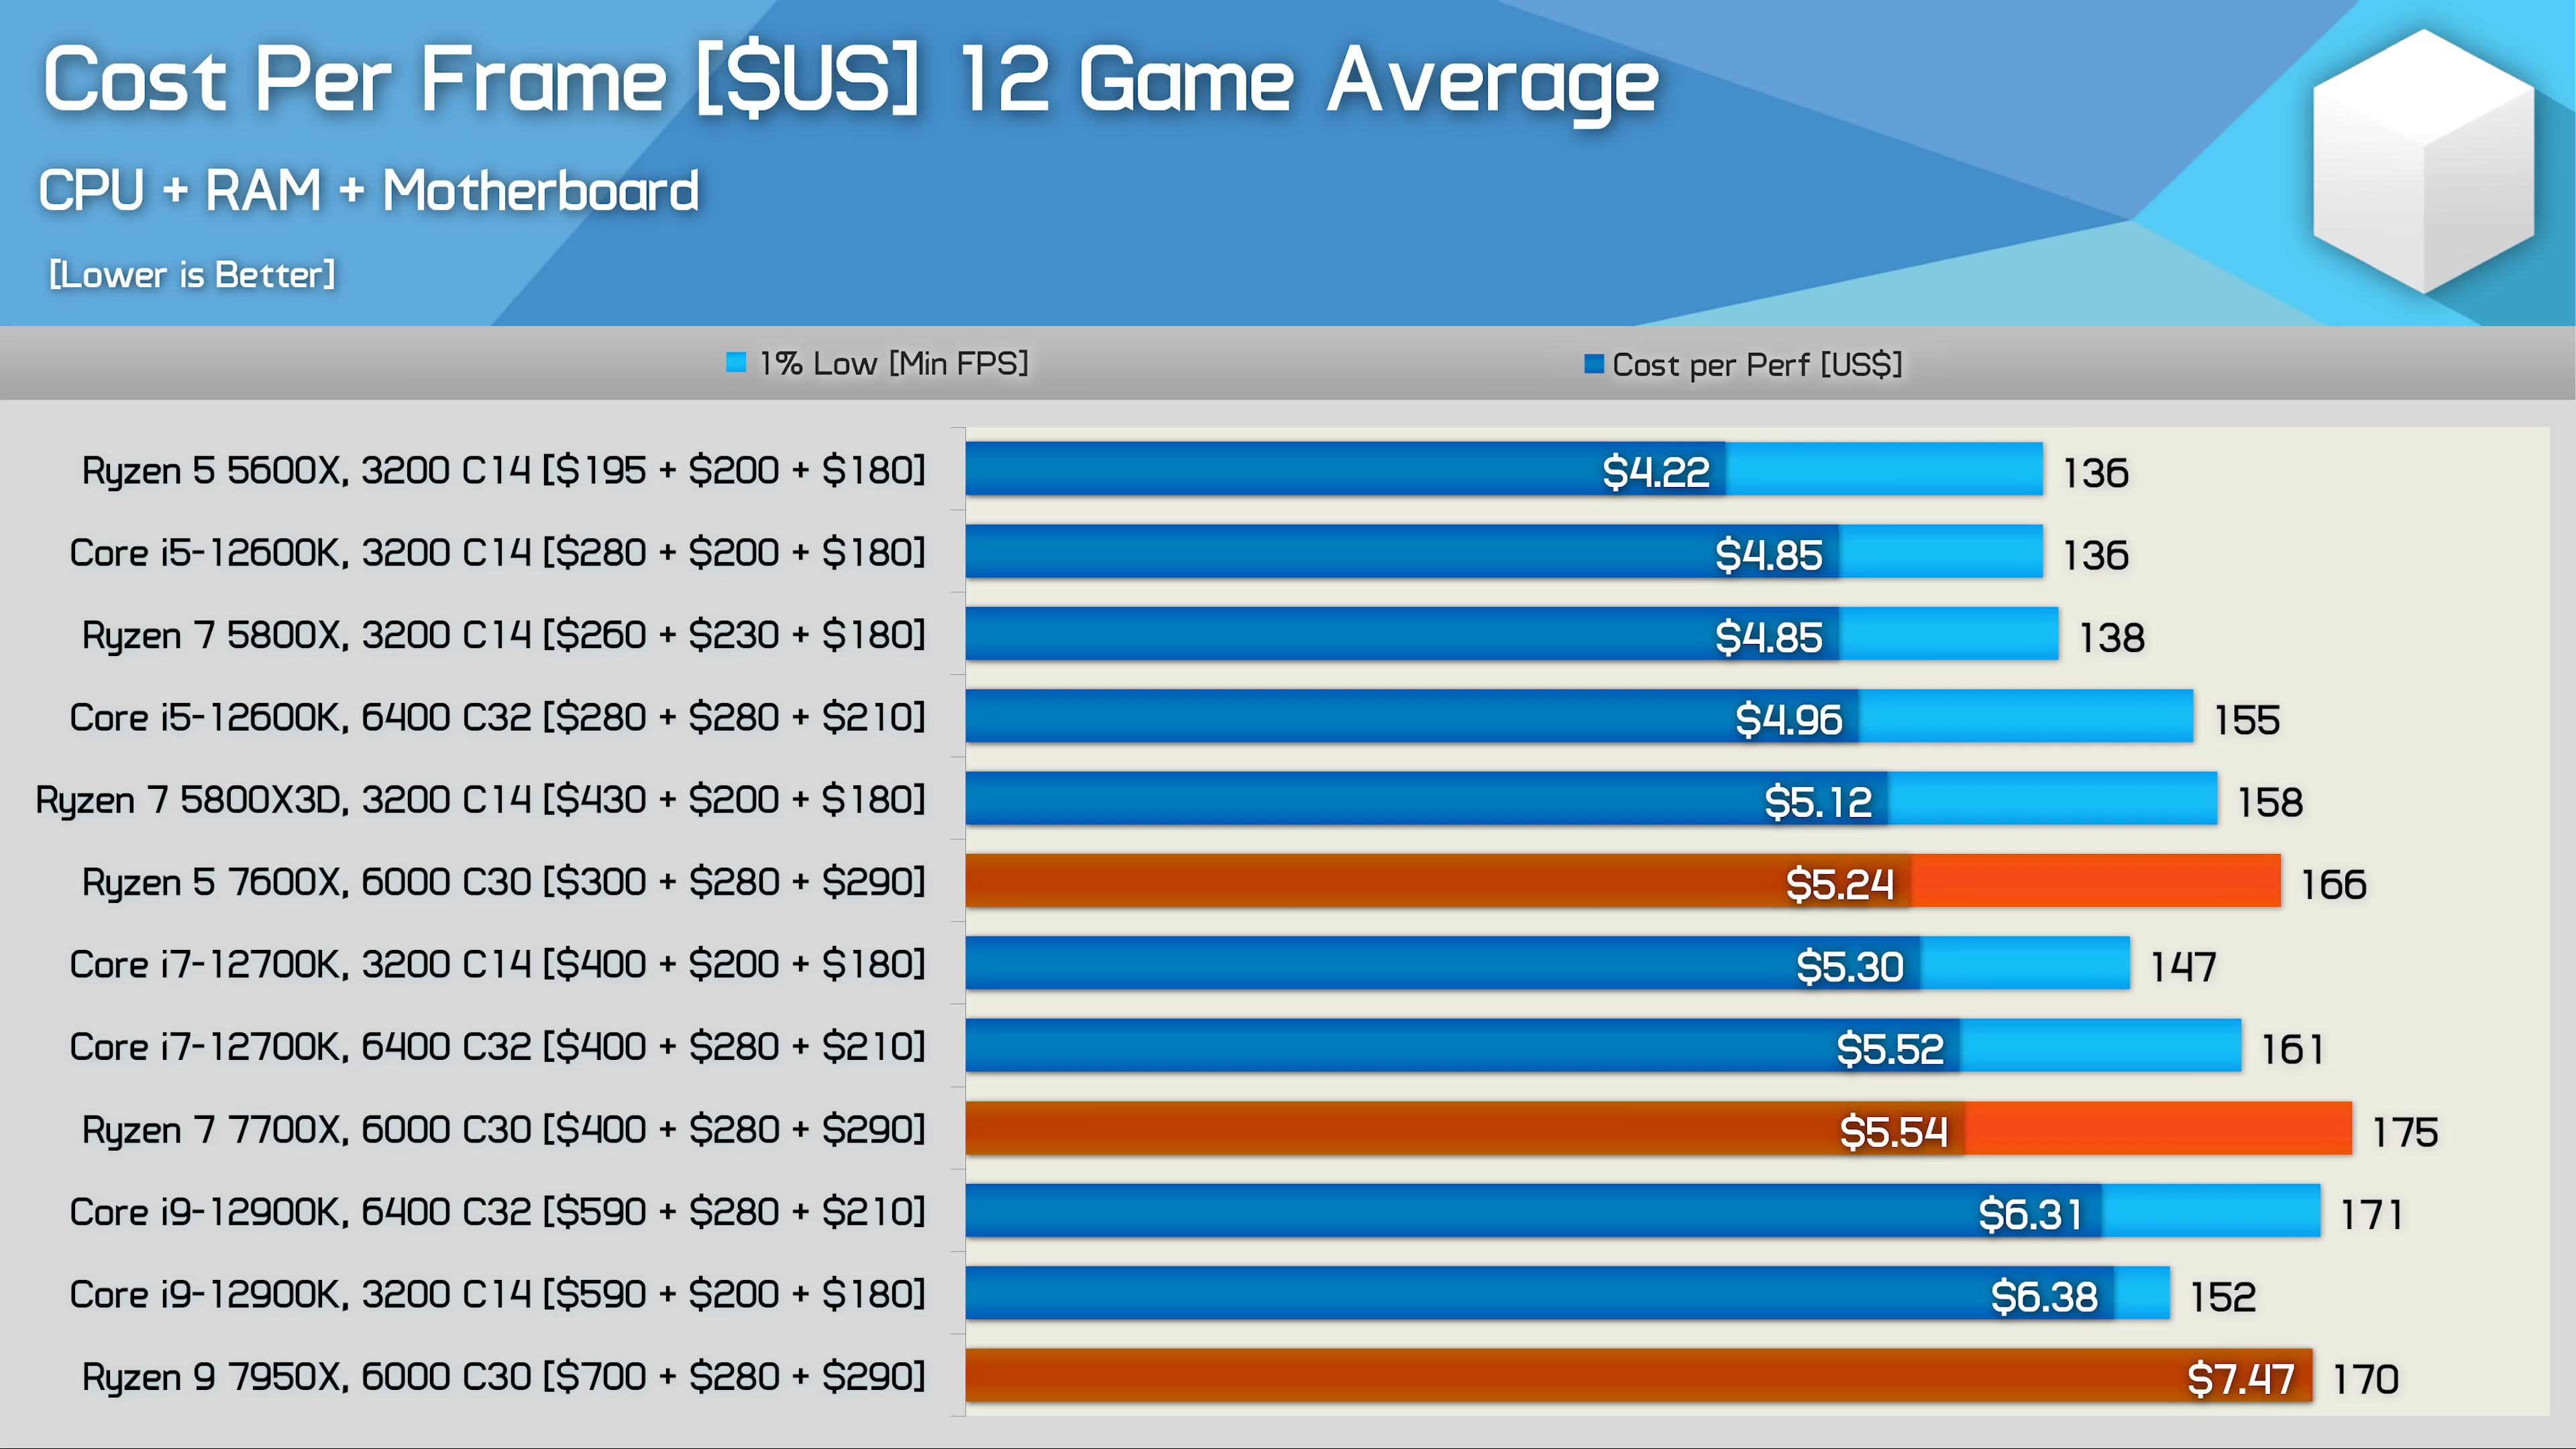 Cost Per Frame [$US] 12 Game Average
CPU + RAM + Motherboard
[Lower is Better]
1% Low [Min FPS] Cost per Perf [US$]
Ryzen 5 5600X, 3200 C14 [$195 + $200 + $180] $4.22 136
Core i5-12600K, 3200 C14 [$280 + $200 + $180] $4.85 136
Ryzen 7 5800X, 3200 C14 [$260 + $230 + $180] $4.85 138
Core i5-12600K, 6400 C32 [$280 + $280 + $210] $4.96 155
Ryzen 7 5800X3D, 3200 C14 [$430 + $200 + $180] $5.12 158
Ryzen 5 7600X, 6000 C30 [$300 + $280 + $290] $5.24 166
Core i7-12700K, 3200 C14 [$400 + $200 + $180] $5.30 147
Core i7-12700K, 6400 C32 [$400 + $280 + $210] $5.52 161
Ryzen 7 7700X, 6000 C30 [$400 + $280 + $290] $5.54 175
Core i9-12900K, 6400 C32 [$590 + $280 + $210] $6.31 171
Core i9-12900K, 3200 C14 [$590 + $200 + $180] $6.38 152
Ryzen 9 7950X, 6000 C30 [$700 + $280 + $290] $7.47 170